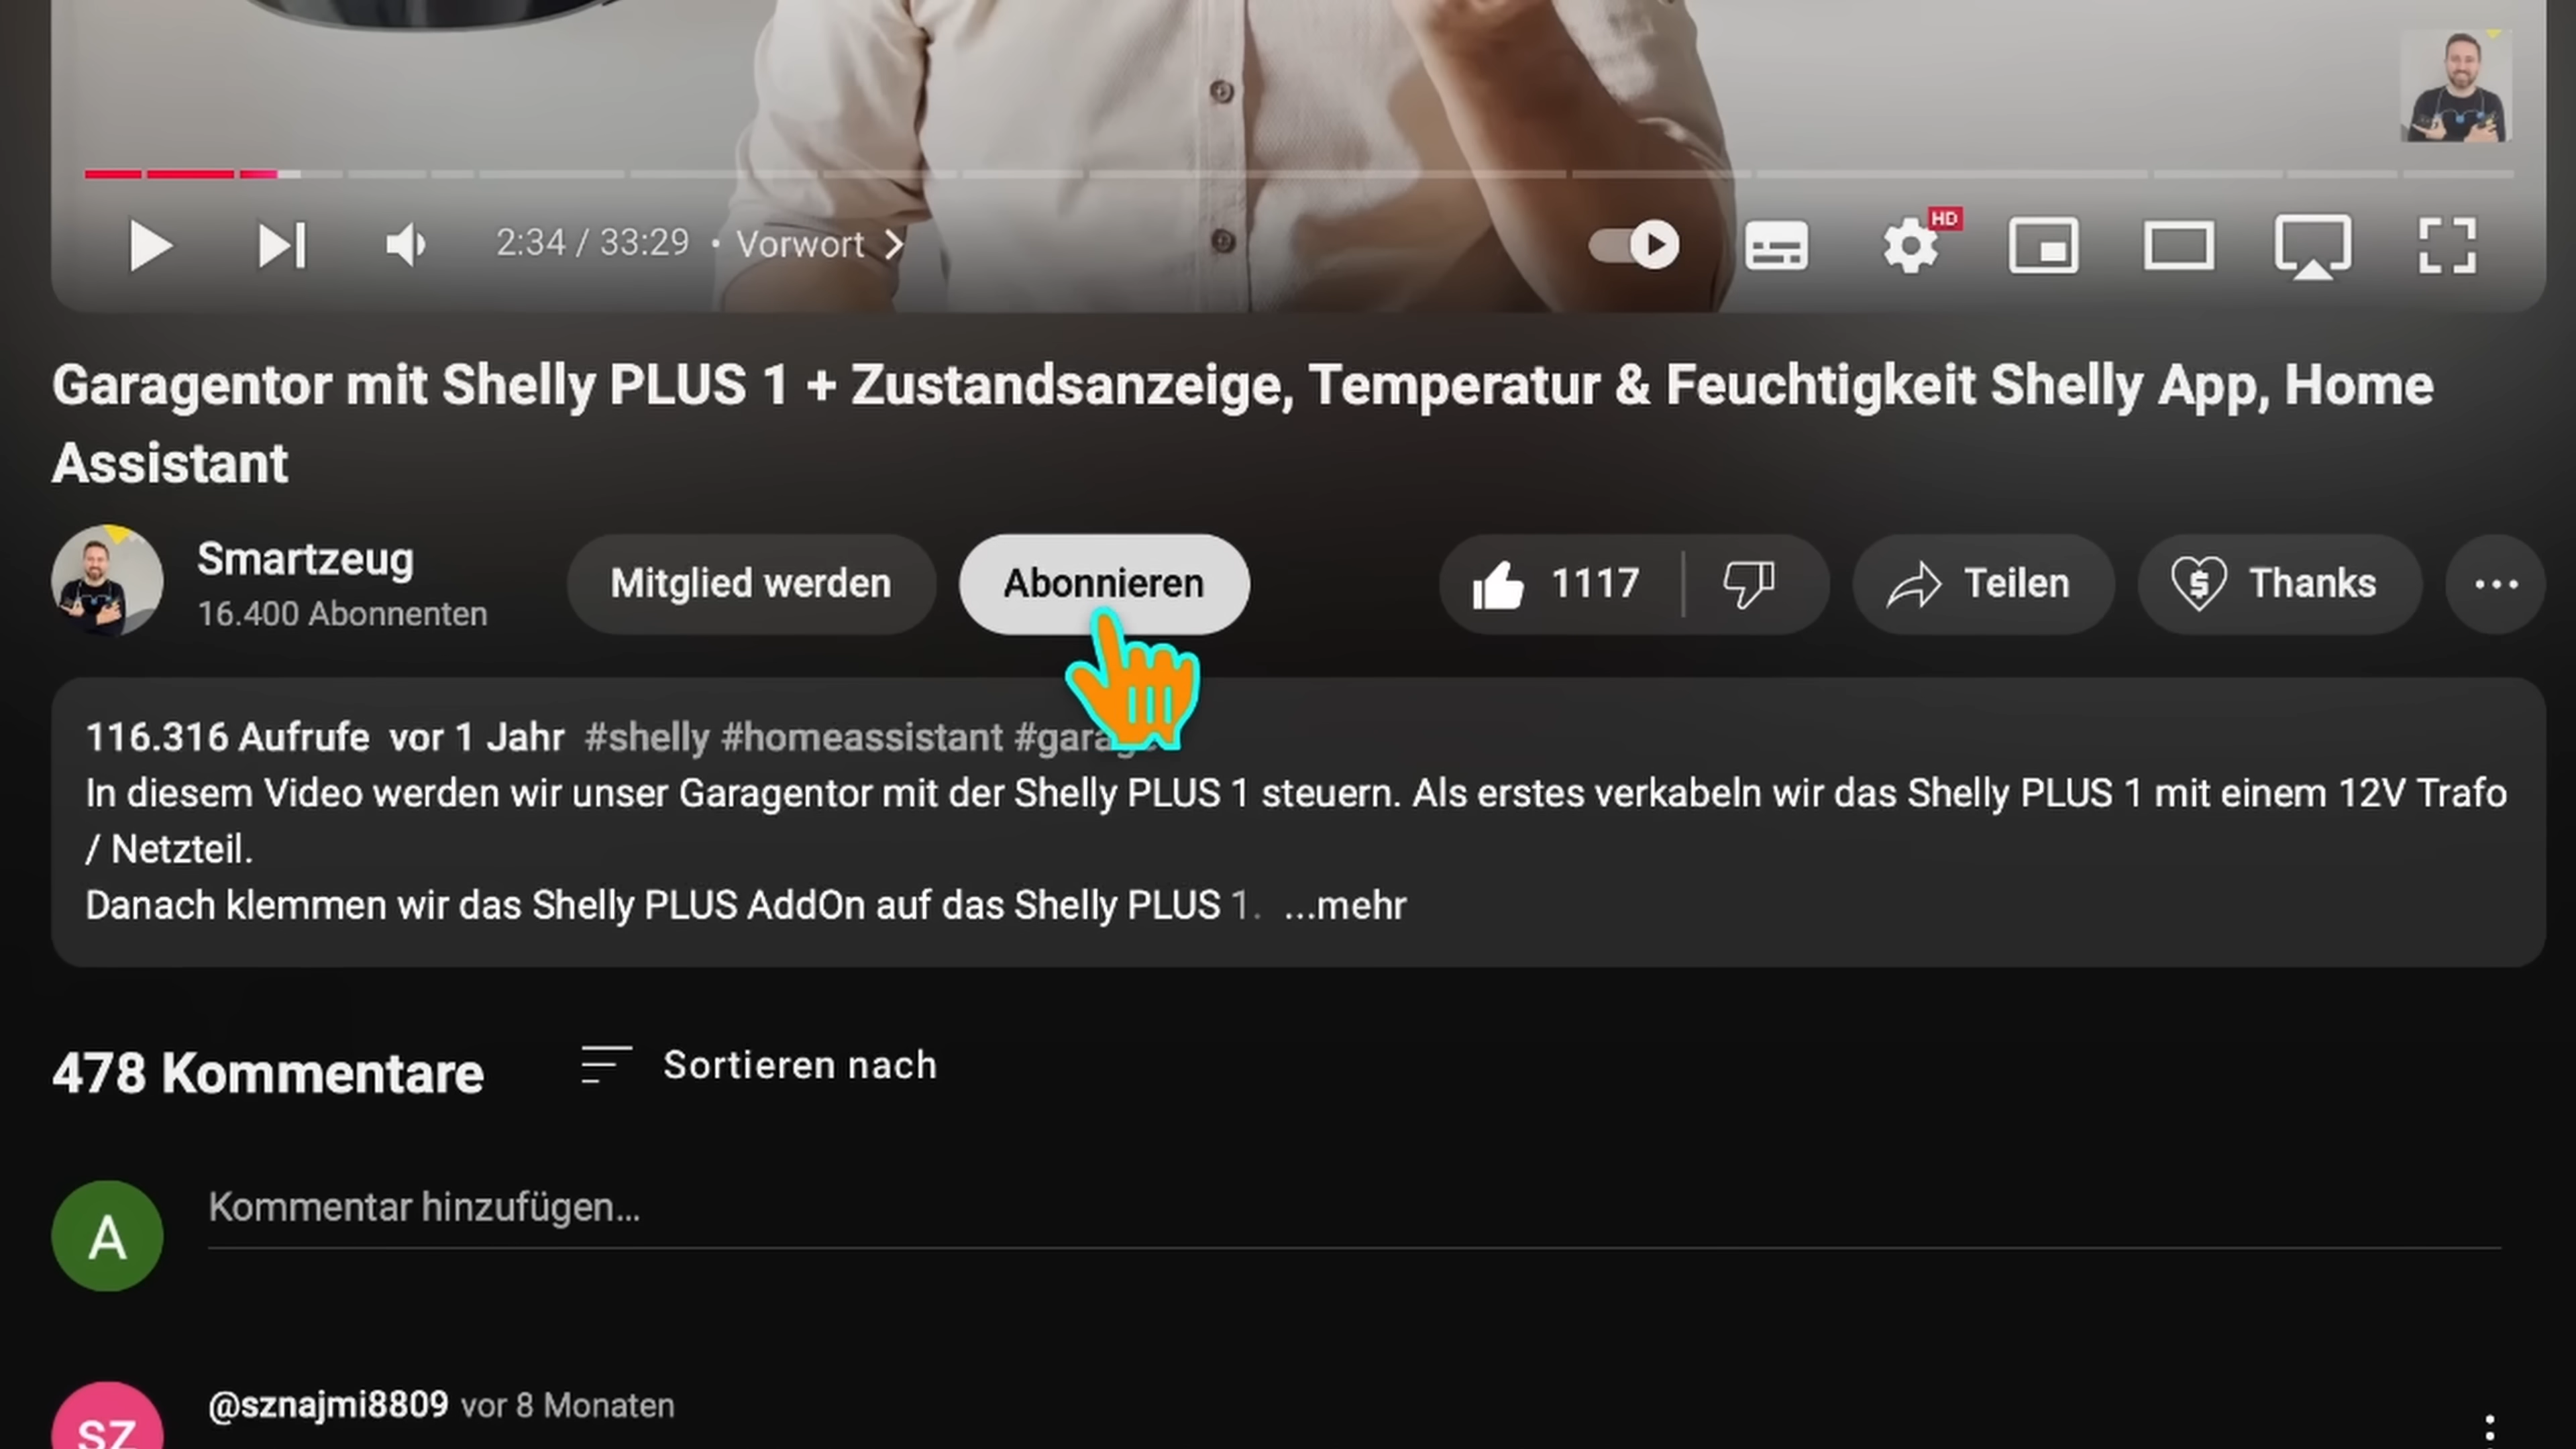 HD
2:34 / 33:29 • Vorwort
Garagentor mit Shelly PLUS 1 + Zustandsanzeige, Temperatur & Feuchtigkeit Shelly App, Home
Assistant
Smartzeug
16.400 Abonnenten
Mitglied werden
Abonnieren
1117
Teilen
Thanks
116.316 Aufrufe vor 1 Jahr #shelly #homeassistant #garage
In diesem Video werden wir unser Garagentor mit der Shelly PLUS 1 steuern. Als erstes verkabeln wir das Shelly PLUS 1 mit einem 12V Trafo
/ Netzteil.
Danach klemmen wir das Shelly PLUS AddOn auf das Shelly PLUS 1. ...mehr
478 Kommentare
Sortieren nach
A
Kommentar hinzufügen...
SZ
@sznajmi8809 vor 8 Monaten